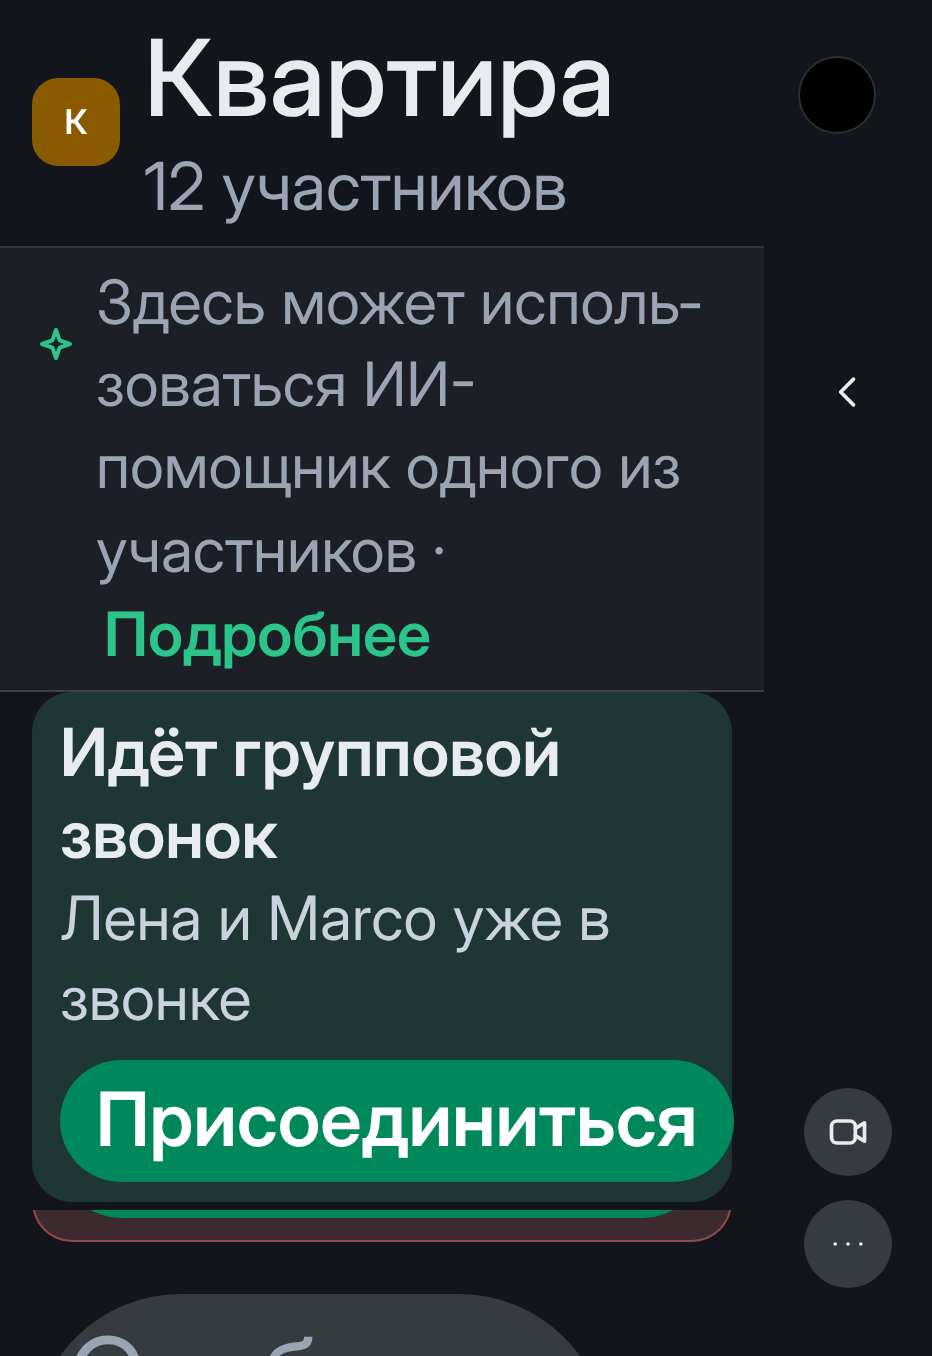 К
Квартира
12 участников
Здесь может исполь-
зоваться ИИ-
помощник одного из
участников ·
Подробнее
Идёт групповой
звонок
Лена и Marco уже в
звонке
Присоединиться